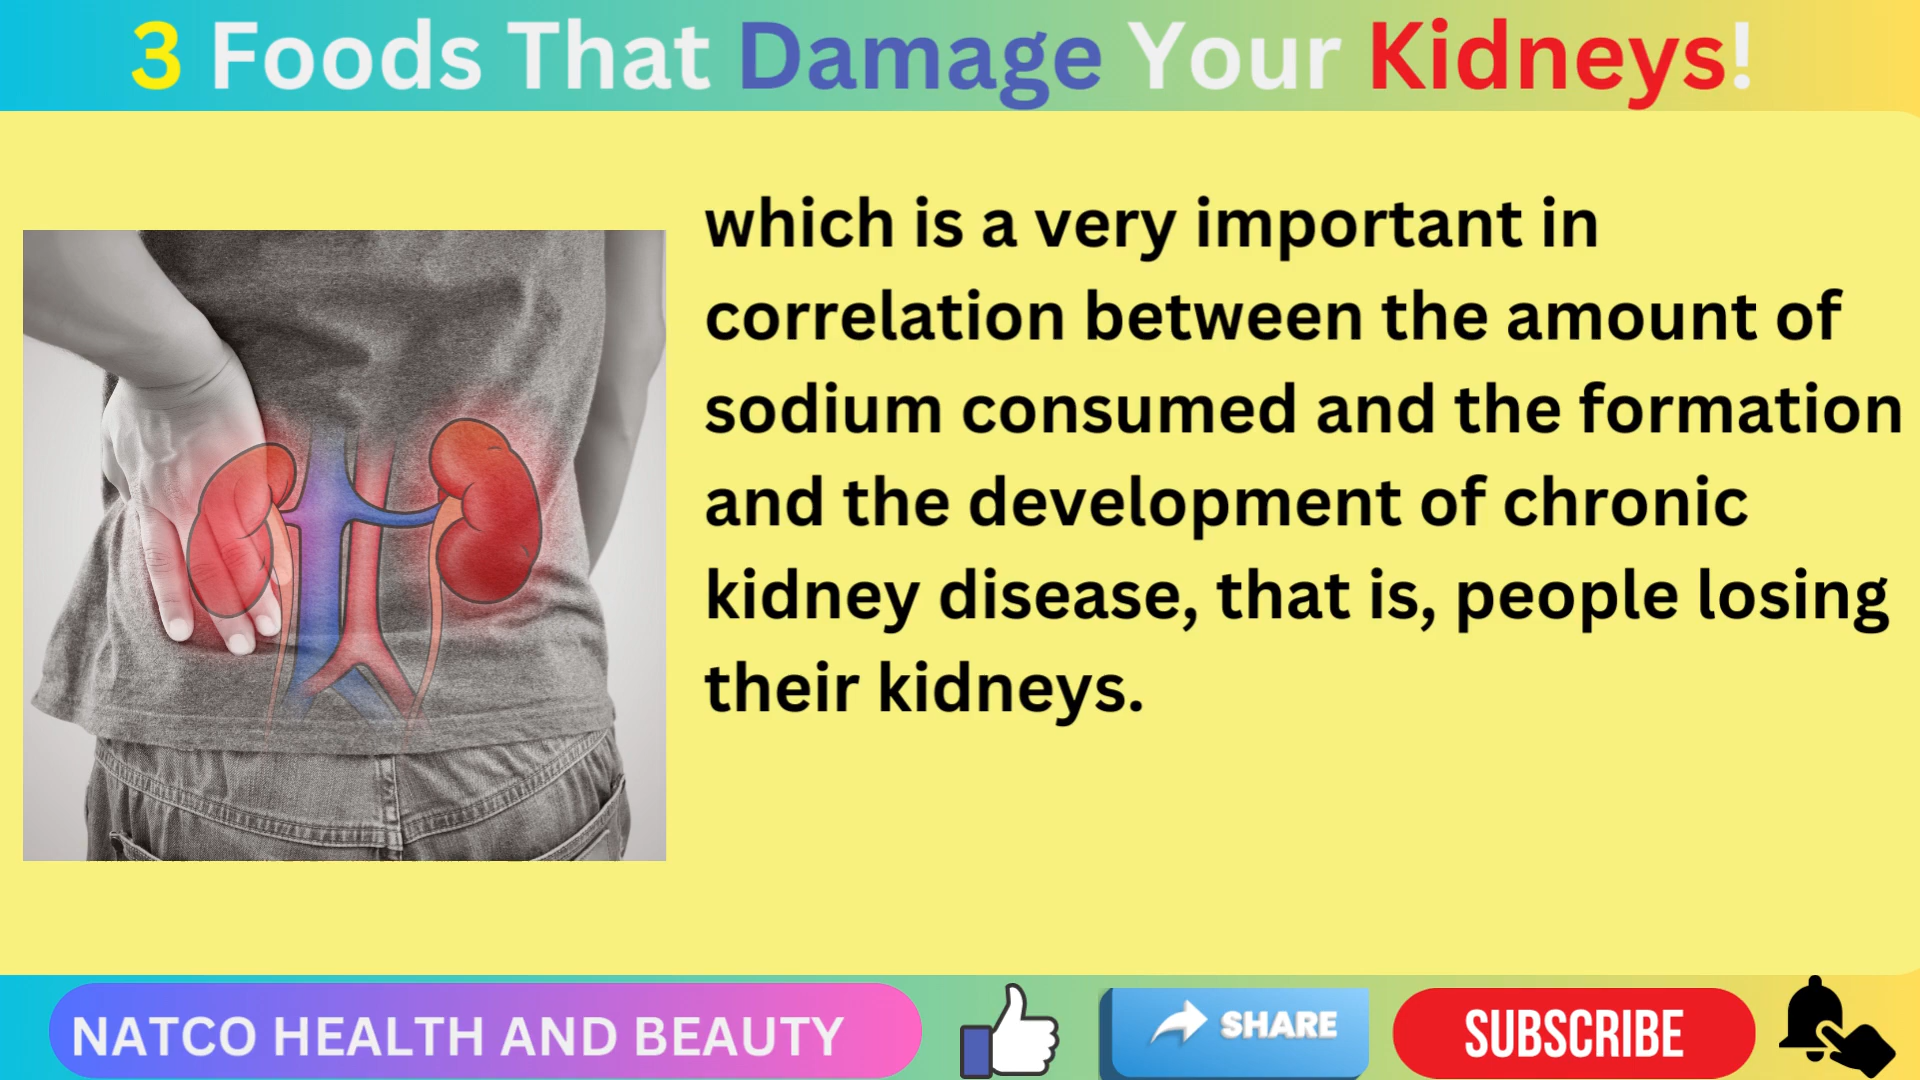 3 Foods That Damage Your Kidneys!
which is a very important in
correlation between the amount of
sodium consumed and the formation
and the development of chronic
kidney disease, that is, people losing
their kidneys.
NATCO HEALTH AND BEAUTY
SHARE
SUBSCRIBE